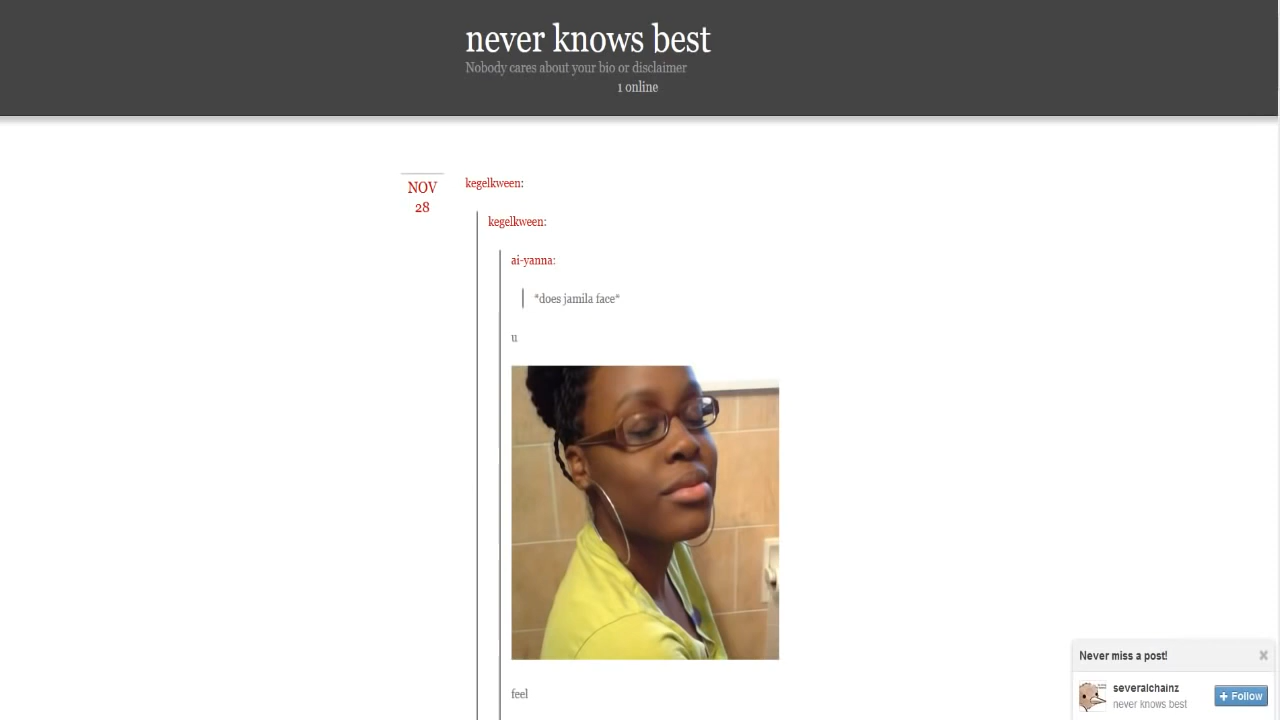 never knows best
Nobody cares about your bio or disclaimer
1 online
NOV
28
kegelkween:
kegelkween:
ai-yanna:
*does jamila face*
u
feel
Never miss a post!
severalchainz
never knows best
+ Follow